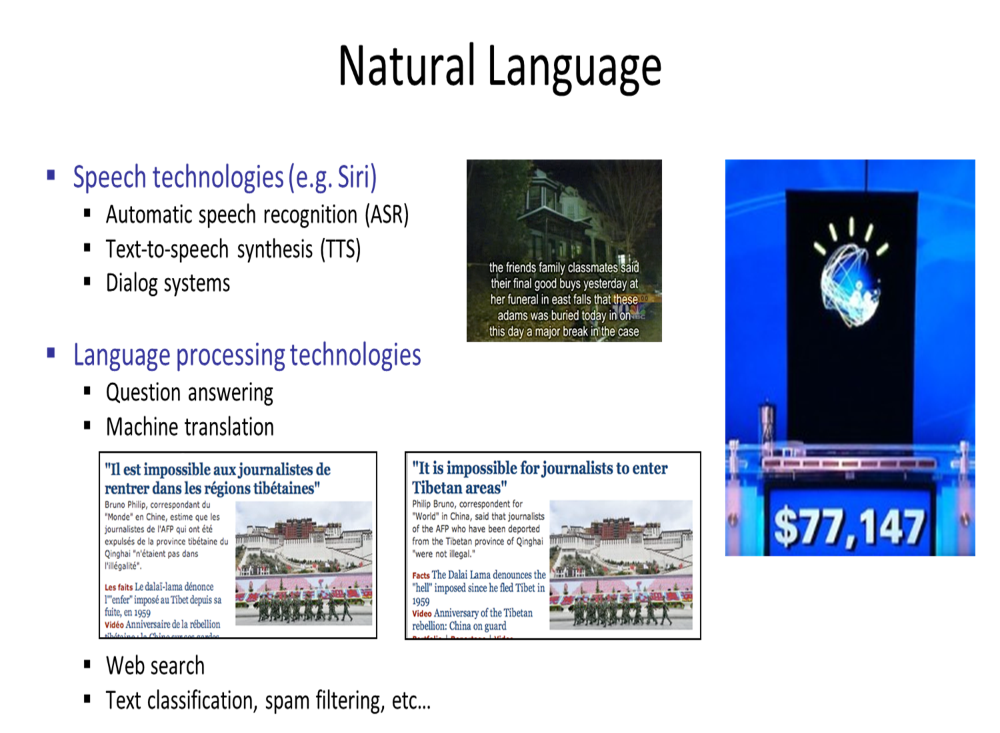 Natural Language
Speech technologies (e.g. Siri)
Automatic speech recognition (ASR)
Text-to-speech synthesis (TTS)
Dialog systems
the friends family classmates said
their final good buys yesterday at
her funeral in east falls that these
adams was buried today in on
this day a major break in the case
10
NBC
Language processing technologies
Question answering
Machine translation
"Il est impossible aux journalistes de
rentrer dans les régions tibétaines"
Bruno Philip, correspondant du
"Monde" en Chine, estime que les
journalistes de l'AFP qui ont été
expulsés de la province tibétaine du
Qinghai "n'étaient pas dans
l'illégalité".
Les faits Le dalaï-lama dénonce
l'"enfer" imposé au Tibet depuis sa
fuite, en 1959
Vidéo Anniversaire de la rébellion
tibétaine : la Chine sur ses gardes
"It is impossible for journalists to enter
Tibetan areas"
Philip Bruno, correspondent for
"World" in China, said that journalists
of the AFP who have been deported
from the Tibetan province of Qinghai
"were not illegal."
Facts The Dalai Lama denounces the
"hell" imposed since he fled Tibet in
1959
Video Anniversary of the Tibetan
rebellion: China on guard
$77,147
Web search
Text classification, spam filtering, etc...